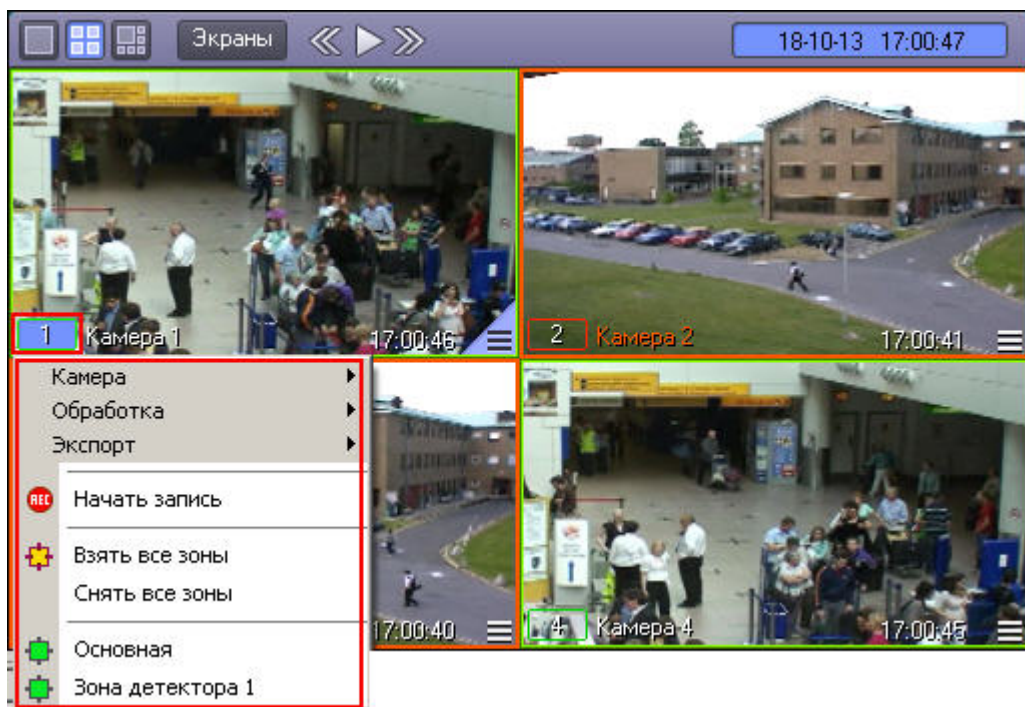 Экраны
18-10-13 17:00:47
1 Камера 1 17:00:46
2 Камера 2 17:00:41
Камера
Обработка
Экспорт
REC Начать запись
Взять все зоны
Снять все зоны
Основная
Зона детектора 1
17:00:40
4 Камера 4 17:00:45